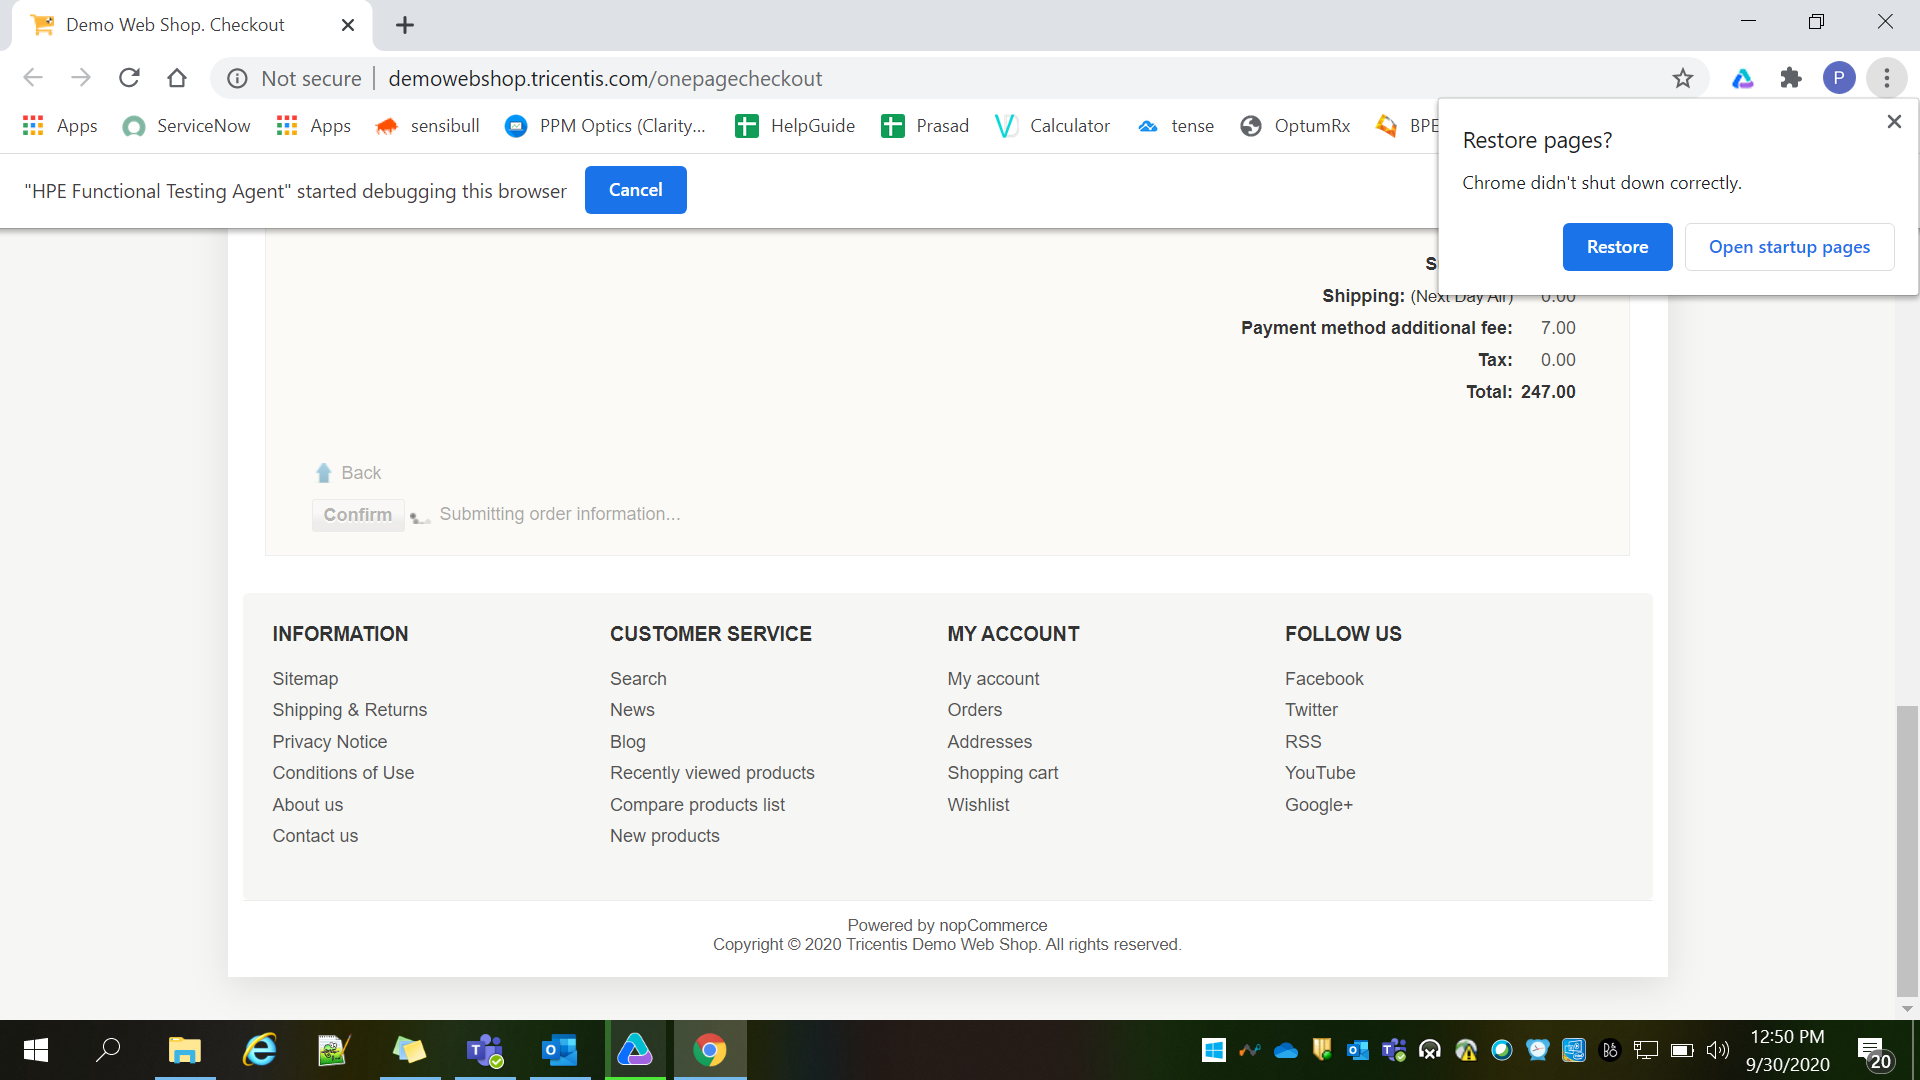 Demo Web Shop. Checkout
Not secure
demowebshop.tricentis.com/onepagecheckout
P
Apps
ServiceNow
Apps
sensibull
PPM Optics (Clarity...
HelpGuide
Prasad
Calculator
tense
OptumRx
BPE
"HPE Functional Testing Agent" started debugging this browser
Cancel
Restore pages?
Chrome didn't shut down correctly.
Restore
Open startup pages
Shipping: (Next Day Air) 0.00
Payment method additional fee: 7.00
Tax: 0.00
Total: 247.00
Back
Confirm
Submitting order information...
INFORMATION
Sitemap
Shipping & Returns
Privacy Notice
Conditions of Use
About us
Contact us
CUSTOMER SERVICE
Search
News
Blog
Recently viewed products
Compare products list
New products
MY ACCOUNT
My account
Orders
Addresses
Shopping cart
Wishlist
FOLLOW US
Facebook
Twitter
RSS
YouTube
Google+
Powered by nopCommerce
Copyright © 2020 Tricentis Demo Web Shop. All rights reserved.
12:50 PM
9/30/2020
20